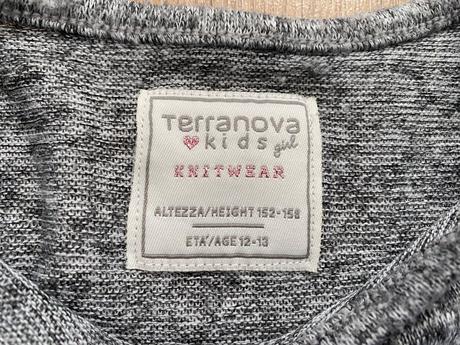 Terranova
kids girl
KNITWEAR
ALTEZZA/HEIGHT 152-158
ETA'/AGE 12-13